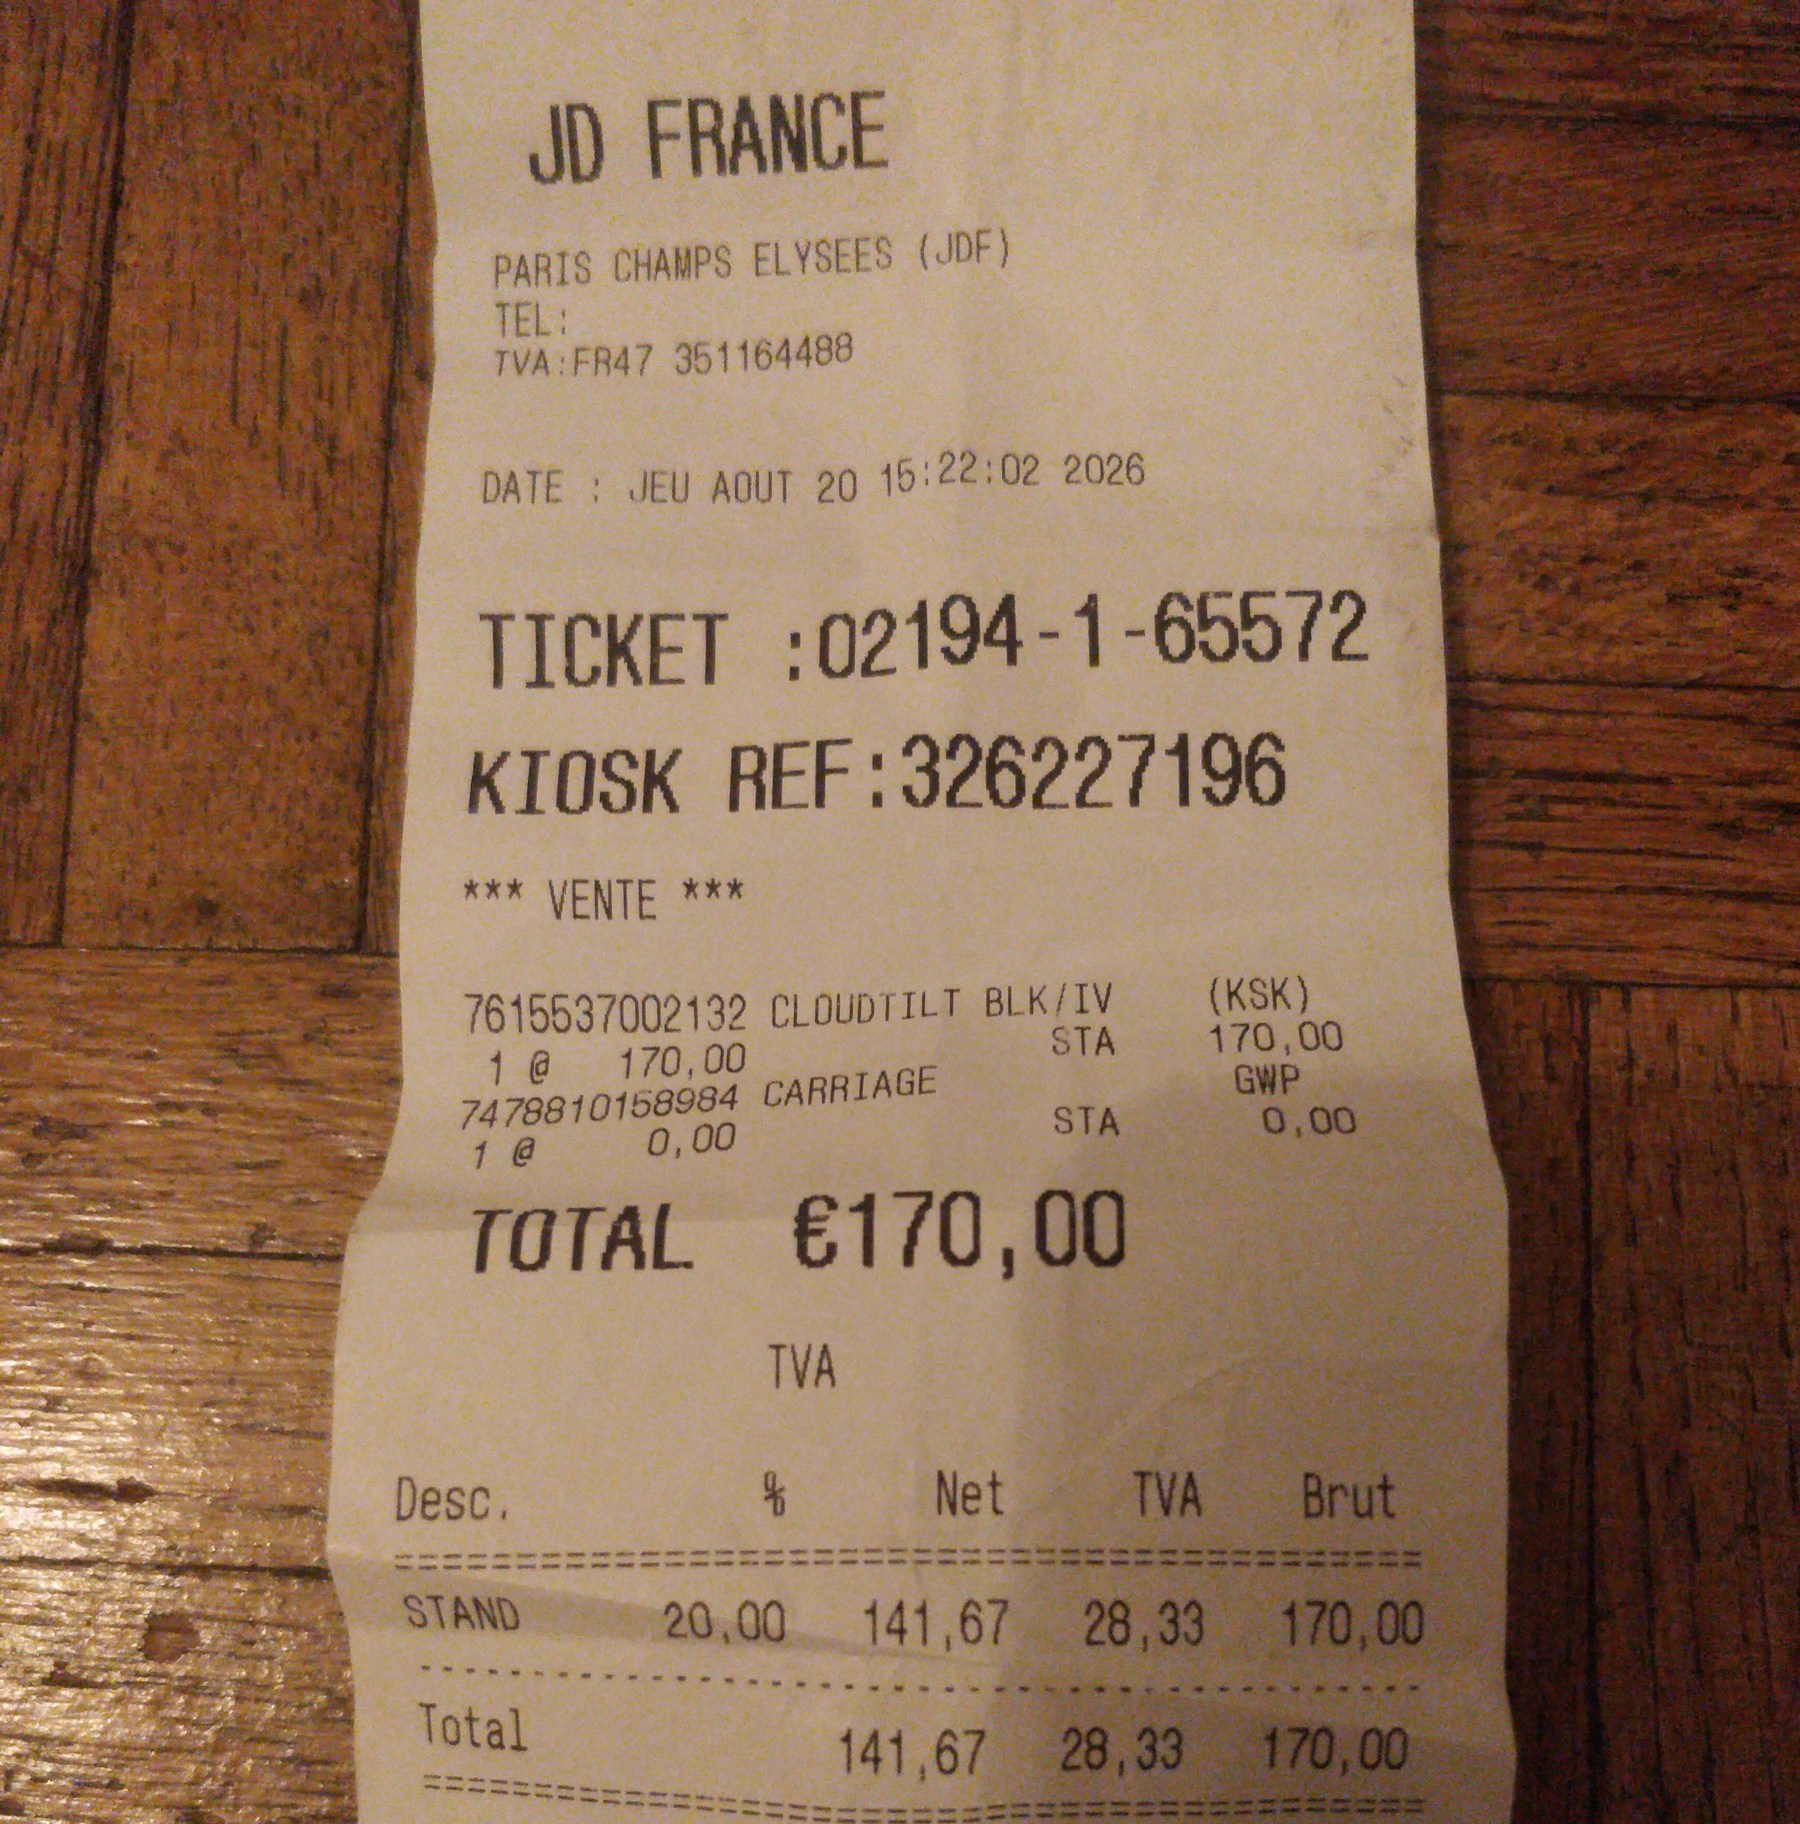 JD FRANCE
PARIS CHAMPS ELYSEES (JDF)
TEL:
TVA:FR47 351164488
DATE : JEU AOUT 20 15:22:02 2026
TICKET :02194-1-65572
KIOSK REF:326227196
*** VENTE ***
7615537002132 CLOUDTILT BLK/IV (KSK)
1 @ 170,00 STA 170,00
7478810158984 CARRIAGE GWP
1 @ 0,00 STA 0,00
TOTAL €170,00
TVA
Desc. % Net TVA Brut
==========================================
STAND 20,00 141,67 28,33 170,00
------------------------------------------
Total 141,67 28,33 170,00
==========================================